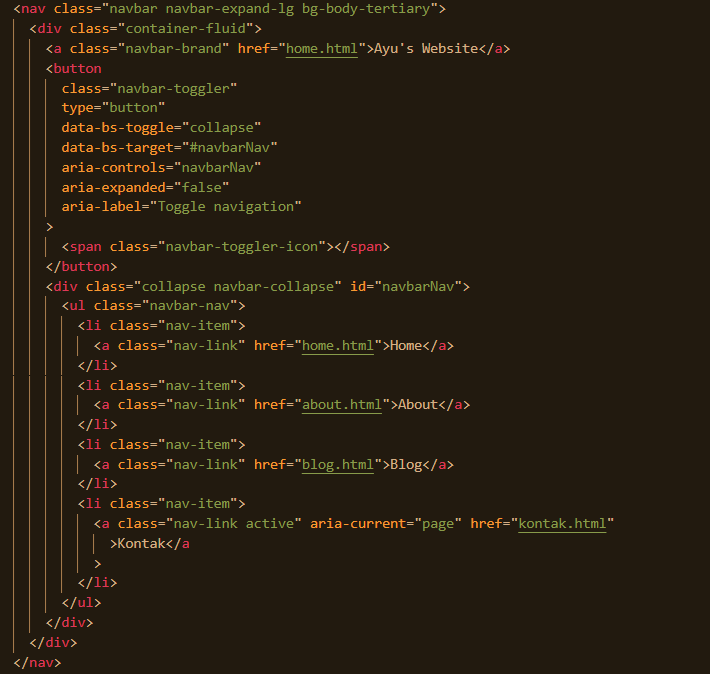 <nav class="navbar navbar-expand-lg bg-body-tertiary">
<div class="container-fluid">
<a class="navbar-brand" href="home.html">Ayu's Website</a>
<button
class="navbar-toggler"
type="button"
data-bs-toggle="collapse"
data-bs-target="#navbarNav"
aria-controls="navbarNav"
aria-expanded="false"
aria-label="Toggle navigation"
>
<span class="navbar-toggler-icon"></span>
</button>
<div class="collapse navbar-collapse" id="navbarNav">
<ul class="navbar-nav">
<li class="nav-item">
<a class="nav-link" href="home.html">Home</a>
</li>
<li class="nav-item">
<a class="nav-link" href="about.html">About</a>
</li>
<li class="nav-item">
<a class="nav-link" href="blog.html">Blog</a>
</li>
<li class="nav-item">
<a class="nav-link active" aria-current="page" href="kontak.html"
>Kontak</a
>
</li>
</ul>
</div>
</div>
</nav>